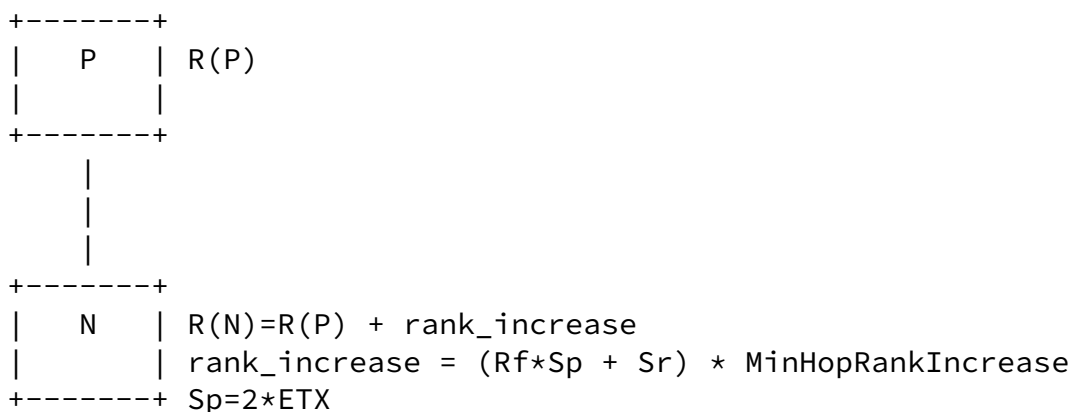 P R(P)
N R(N)=R(P) + rank_increase
rank_increase = (Rf*Sp + Sr) * MinHopRankIncrease
Sp=2*ETX